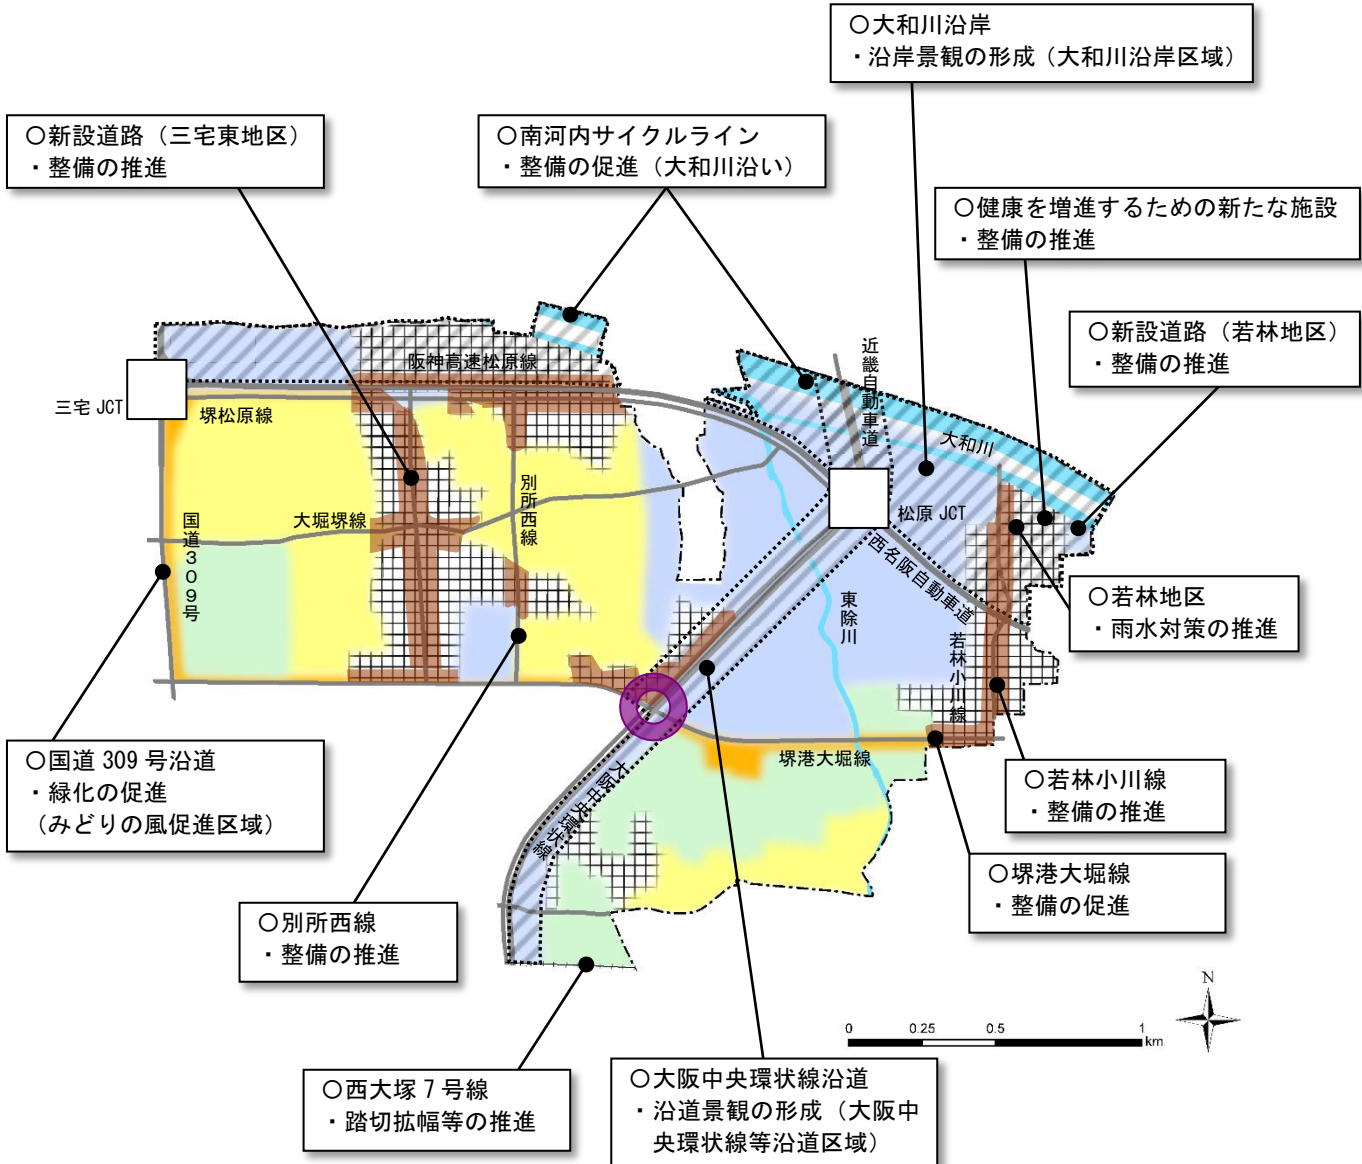 ○大和川沿岸
・沿岸景観の形成（大和川沿岸区域）
○新設道路（三宅東地区）
・整備の推進
○南河内サイクルライン
・整備の促進（大和川沿い）
○健康を増進するための新たな施設
・整備の推進
○新設道路（若林地区）
・整備の推進
阪神高速松原線
近畿自動車道
三宅 JCT
堺松原線
大和川
別所西線
松原 JCT
大堀堺線
国道３０９号
西名阪自動車道
○若林地区
・雨水対策の推進
東除川
若林小川線
○国道 309 号沿道
・緑化の促進
（みどりの風促進区域）
堺港大堀線
大阪中央環状線
○若林小川線
・整備の推進
○堺港大堀線
・整備の促進
○別所西線
・整備の推進
N
0 0.25 0.5 1
km
○西大塚 7 号線
・踏切拡幅等の推進
○大阪中央環状線沿道
・沿道景観の形成（大阪中
央環状線等沿道区域）